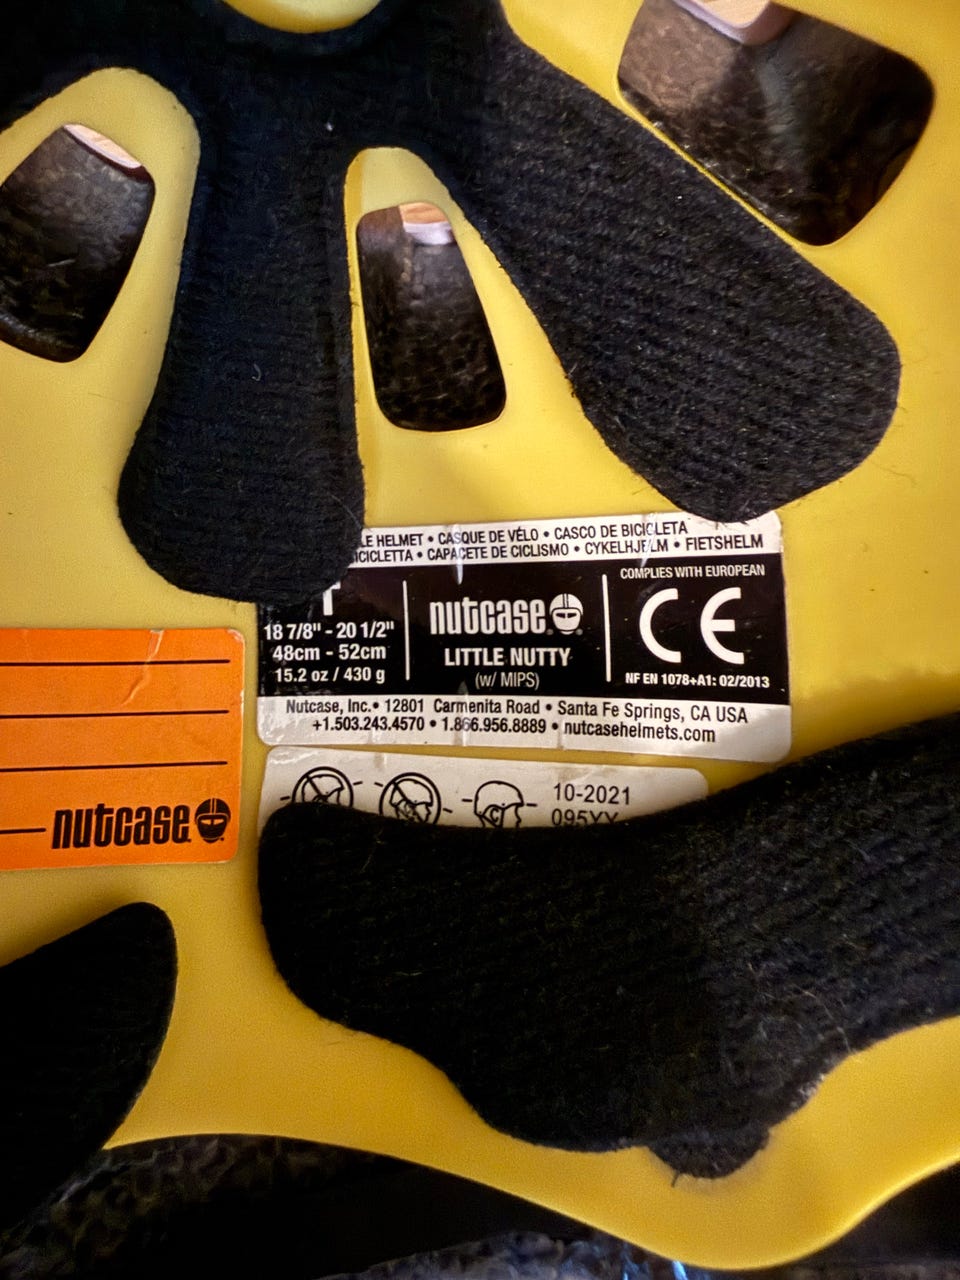 HELMET • CASQUE DE VÉLO • CASCO DE BICICLETA
• CAPACETE DE CICLISMO • CYKELHJELM • FIETSHELM
18 7/8" - 20 1/2"
48cm - 52cm
15.2 oz / 430 g
nutcase
LITTLE NUTTY
(w/ MIPS)
COMPLIES WITH EUROPEAN
CE
NF EN 1078+A1: 02/2013
Nutcase, Inc. • 12801 Carmenita Road • Santa Fe Springs, CA USA
+1.503.243.4570 • 1.866.956.8889 • nutcasehelmets.com
10-2021
095YY
nutcase